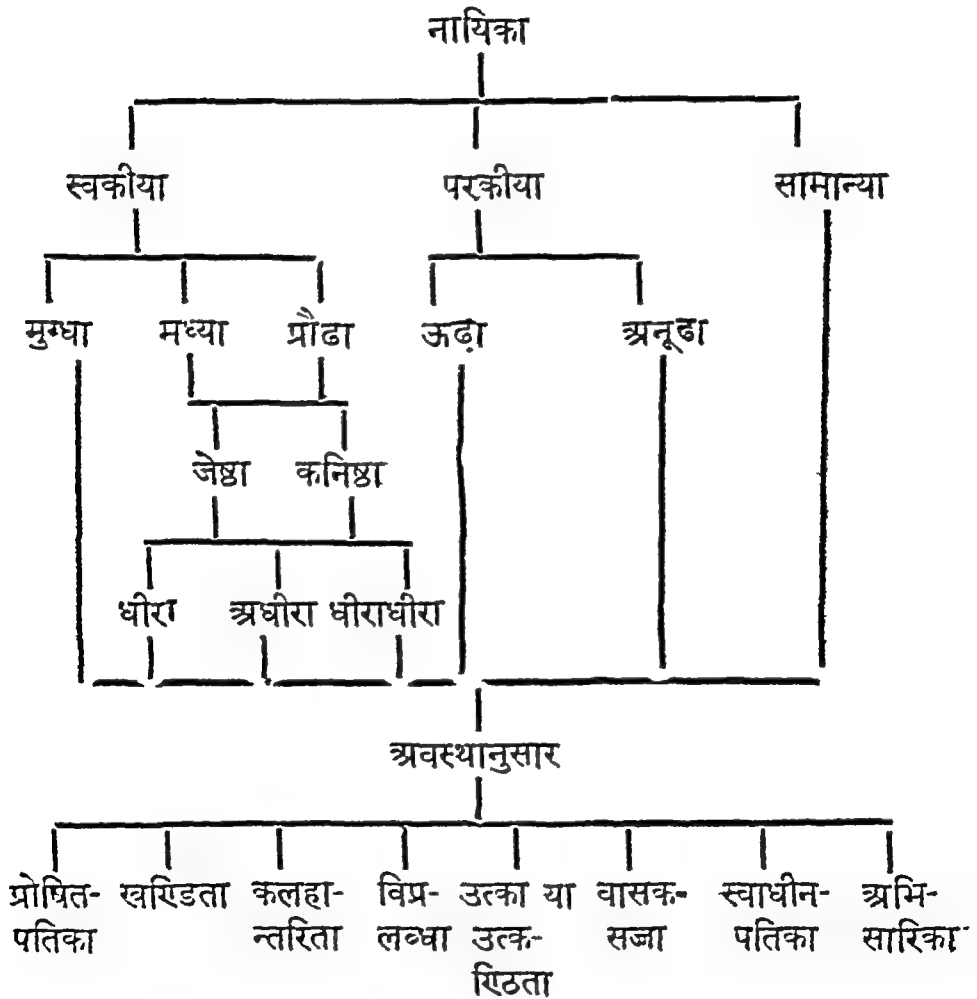 नायिका
स्वकीया परकीया सामान्या
मुग्धा मध्या प्रौढा ऊढ़ा अनूढा
जेष्ठा कनिष्ठा
धीरा अधीरा धीराधीरा
अवस्थानुसार
प्रोषित- खण्डिता कलहा- विप्र- उत्का या वासक- स्वाधीन- अभि-
पतिका न्तरिता लब्धा उत्क- सजा पतिका सारिका
ण्ठिता